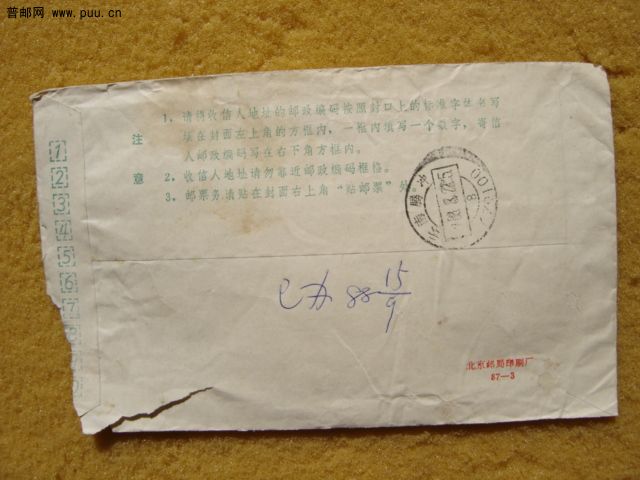 普邮网 www.puu.cn
注意
1、请将收信人地址的邮政编码按照封口上的标准字体书写
填在封面左上角的方框内,一框内填写一个数字,寄信
人邮政编码写在右下角方框内。
2、收信人地址请勿靠近邮政编码框格。
3、邮票务请贴在封面右上角“贴邮票”处
1
2
3
4
5
6
7
已办 88 15/9
北京邮局印刷厂
87—3